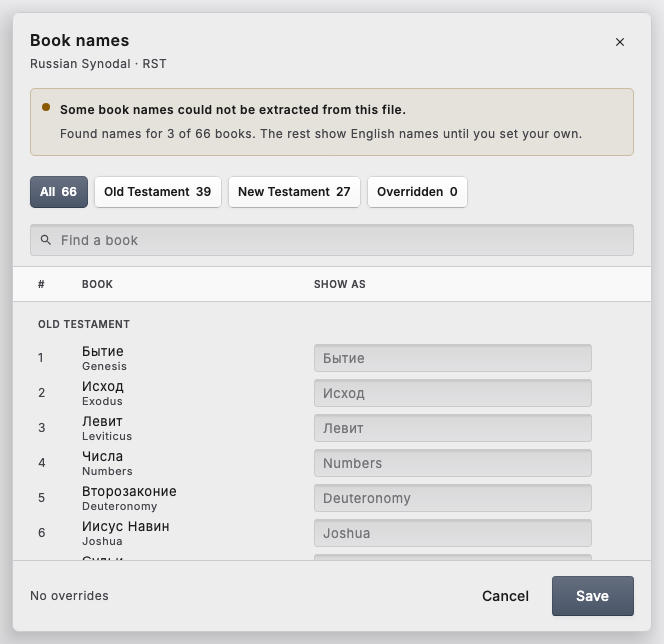 Book names
×
Russian Synodal · RST
Some book names could not be extracted from this file.
Found names for 3 of 66 books. The rest show English names until you set your own.
All 66 Old Testament 39 New Testament 27 Overridden 0
Find a book
# BOOK SHOW AS
OLD TESTAMENT
1 Бытие Бытие
Genesis
2 Исход Исход
Exodus
3 Левит Левит
Leviticus
4 Числа Numbers
Numbers
5 Второзаконие Deuteronomy
Deuteronomy
6 Иисус Навин Joshua
Joshua
No overrides Cancel Save